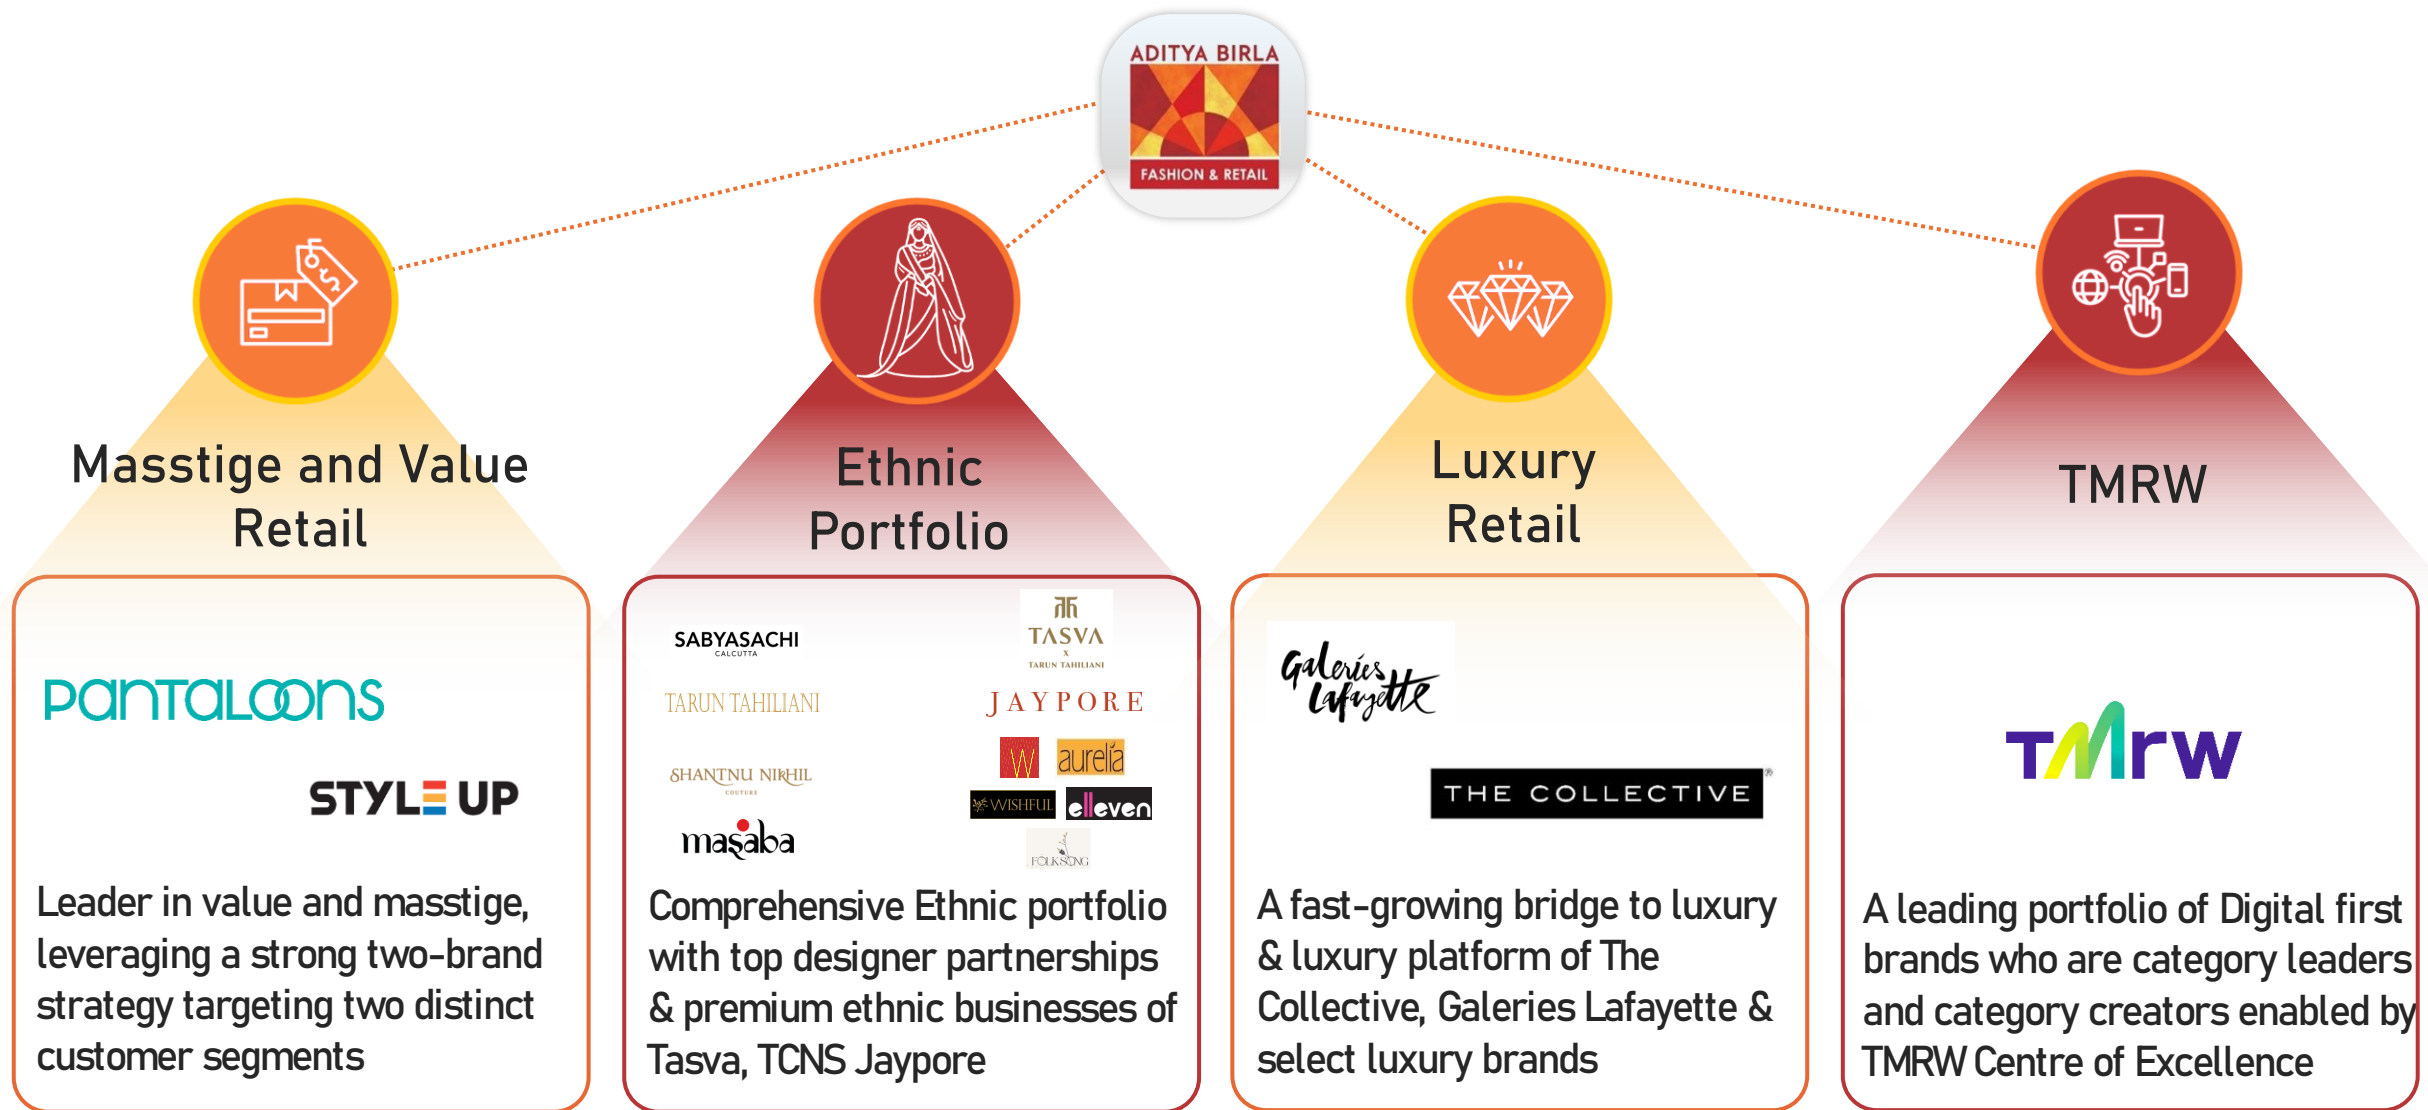 ADITYA BIRLA
FASHION & RETAIL
Masstige and Value
Retail
PANTALOONS
STYLE UP
Leader in value and masstige,
leveraging a strong two-brand
strategy targeting two distinct
customer segments
Ethnic
Portfolio
SABYASACHI
CALCUTTA
TARUN TAHILIANI
SHANTNU NIKHIL
COUTURE
masaba
TASVA
X
TARUN TAHILIANI
JAYPORE
W
aurelia
WISHFUL
elleven
FOLKSONG
Comprehensive Ethnic portfolio
with top designer partnerships
& premium ethnic businesses of
Tasva, TCNS Jaypore
Luxury
Retail
Galeries
Lafayette
THE COLLECTIVE®
A fast-growing bridge to luxury
& luxury platform of The
Collective, Galeries Lafayette &
select luxury brands
TMRW
TMrw
A leading portfolio of Digital first
brands who are category leaders
and category creators enabled by
TMRW Centre of Excellence